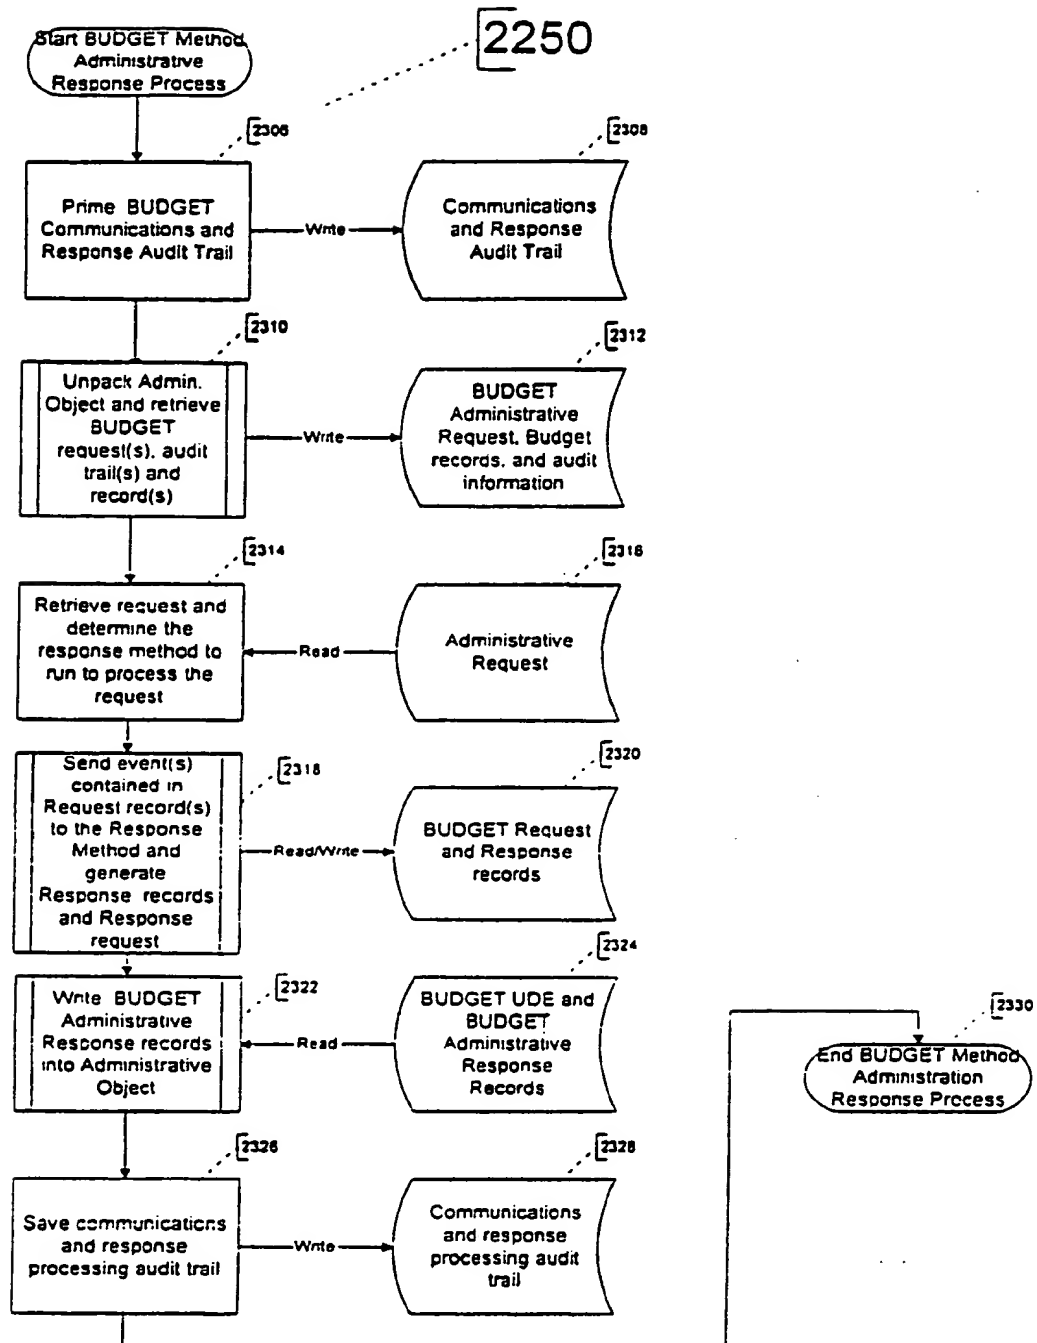 2250
Start BUDGET Method
Administrative
Response Process
2306
2308
Prime BUDGET
Communications and
Response Audit Trail
Write
Communications
and Response
Audit Trail
2310
2312
Unpack Admin.
Object and retrieve
BUDGET
request(s), audit
trail(s) and
record(s)
Write
BUDGET
Administrative
Request, Budget
records, and audit
information
2314
2316
Retrieve request and
determine the
response method to
run to process the
request
Read
Administrative
Request
2318
2320
Send event(s)
contained in
Request record(s)
to the Response
Method and
generate
Response records
and Response
request
Read/Write
BUDGET Request
and Response
records
2322
2324
Write BUDGET
Administrative
Response records
into Administrative
Object
Read
BUDGET UDE and
BUDGET
Administrative
Response
Records
2330
End BUDGET Method
Administration
Response Process
2326
2328
Save communications
and response
processing audit trail
Write
Communications
and response
processing audit
trail